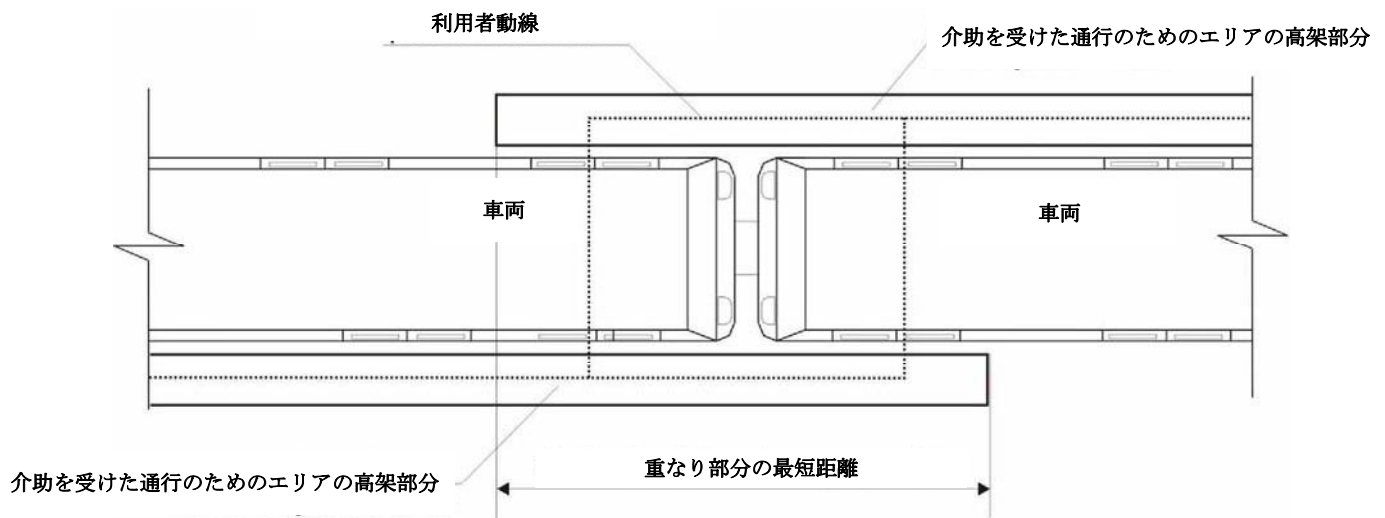 利用者動線
介助を受けた通行のためのエリアの高架部分
車両
車両
重なり部分の最短距離
介助を受けた通行のためのエリアの高架部分